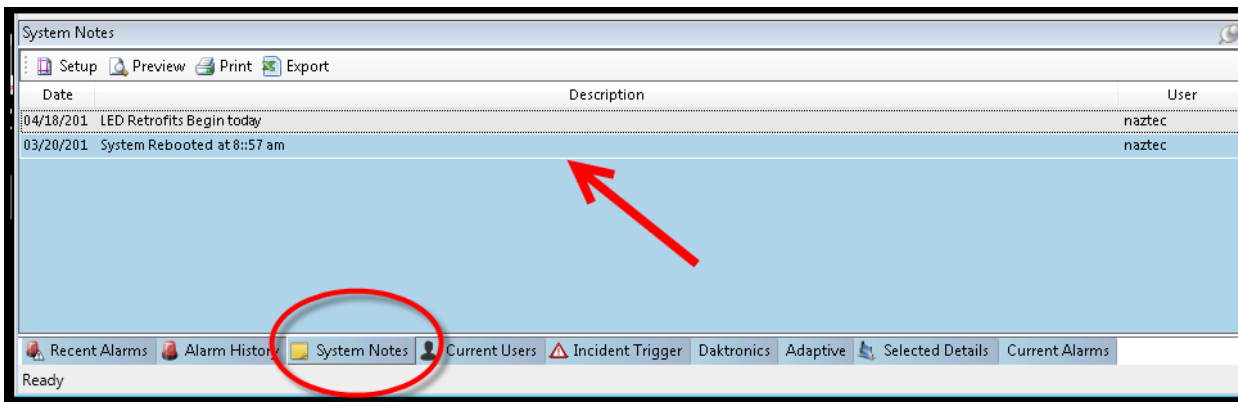 System Notes
Setup Preview Print Export
Date Description User
04/18/201 LED Retrofits Begin today naztec
03/20/201 System Rebooted at 8::57 am naztec
Recent Alarms Alarm History System Notes Current Users Incident Trigger Daktronics Adaptive Selected Details Current Alarms
Ready